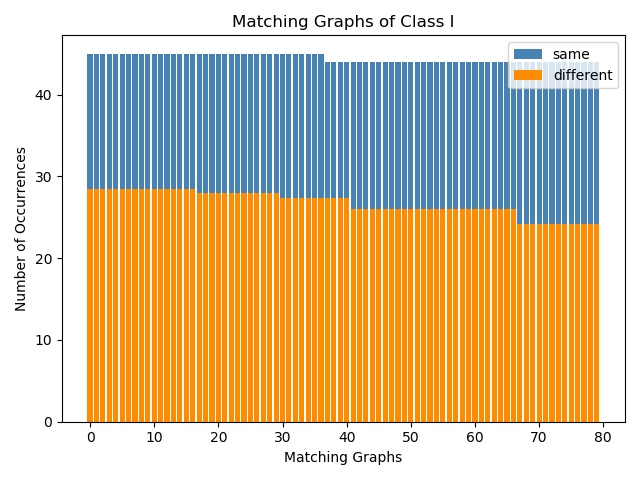 Matching Graphs of Class I
same
different
Number of Occurrences
40
30
20
10
0
0 10 20 30 40 50 60 70 80
Matching Graphs